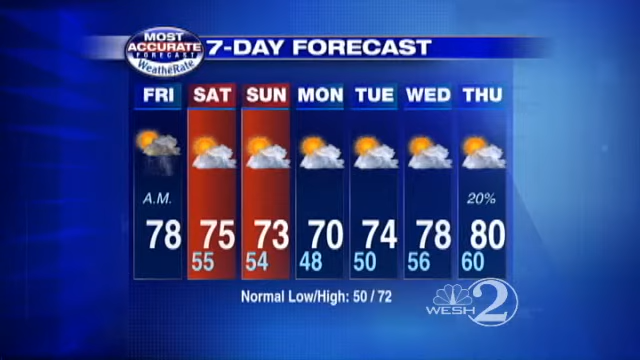 MOST
ACCURATE
FORECAST
WeatheRate
7-DAY FORECAST
FRI SAT SUN MON TUE WED THU
A.M. 20%
78 75 73 70 74 78 80
55 54 48 50 56 60
Normal Low/High: 50 / 72
WESH 2